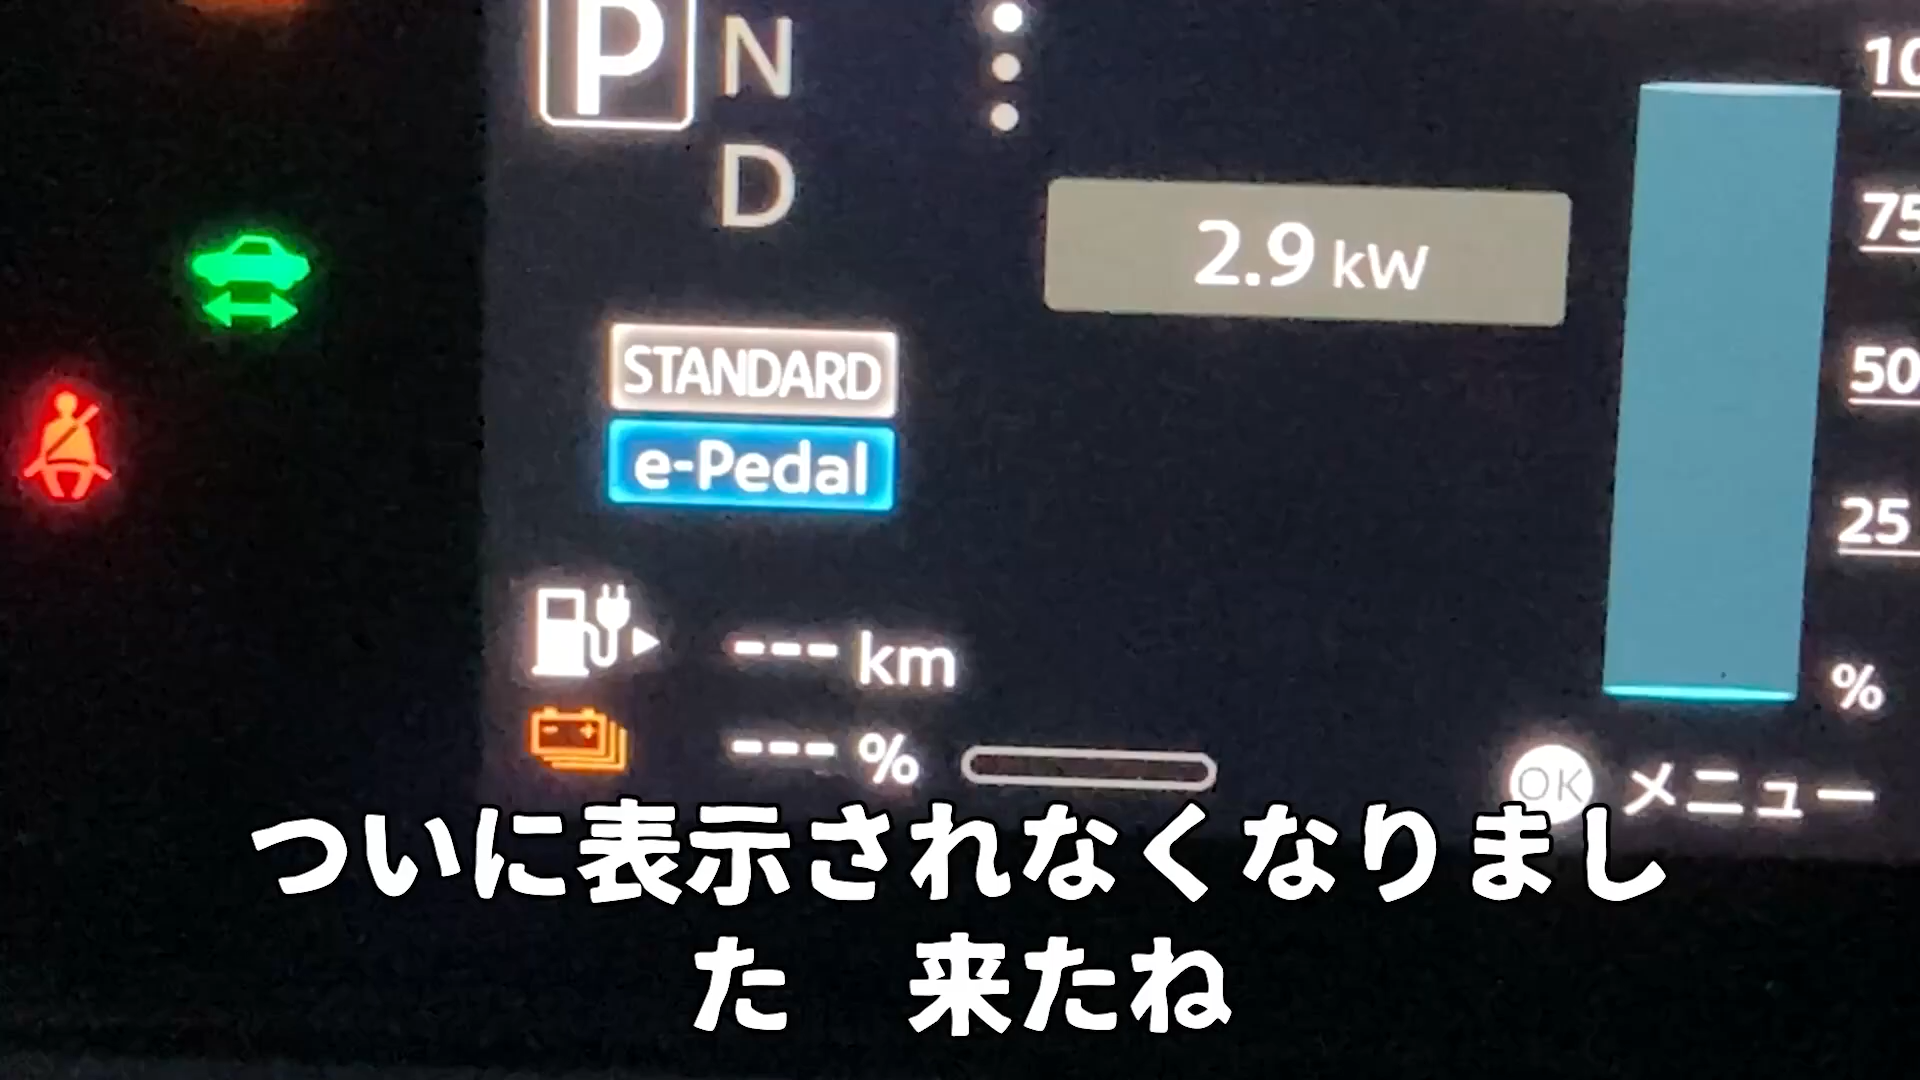 P N
D
10
75
2.9 kW
STANDARD
50
e-Pedal
25
--- km
%
--- %
OK メニュー
ついに表示されなくなりまし
た 来たね